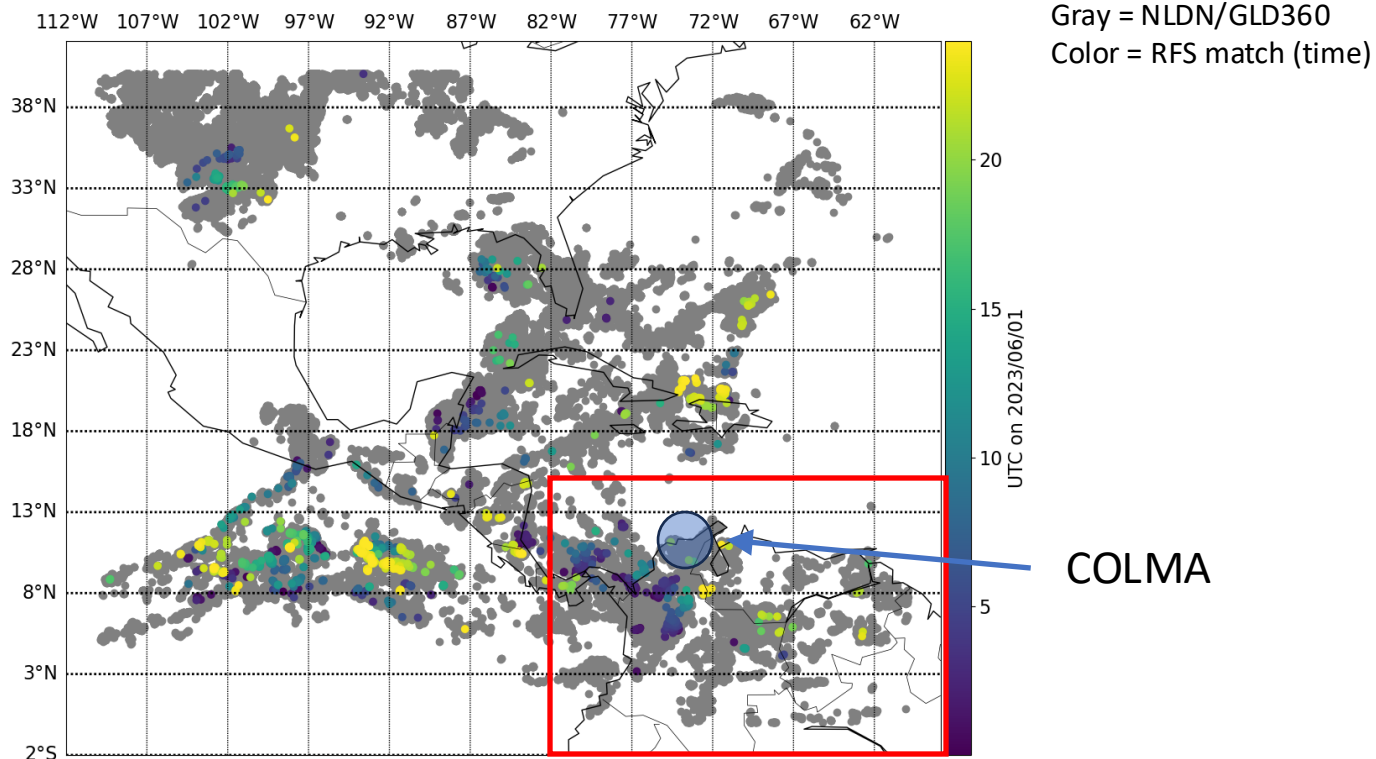 112°W 107°W 102°W 97°W 92°W 87°W 82°W 77°W 72°W 67°W 62°W
Gray = NLDN/GLD360
Color = RFS match (time)
38°N
33°N
28°N
23°N
18°N
13°N
8°N
3°N
2°S
20
15
10
5
UTC on 2023/06/01
COLMA